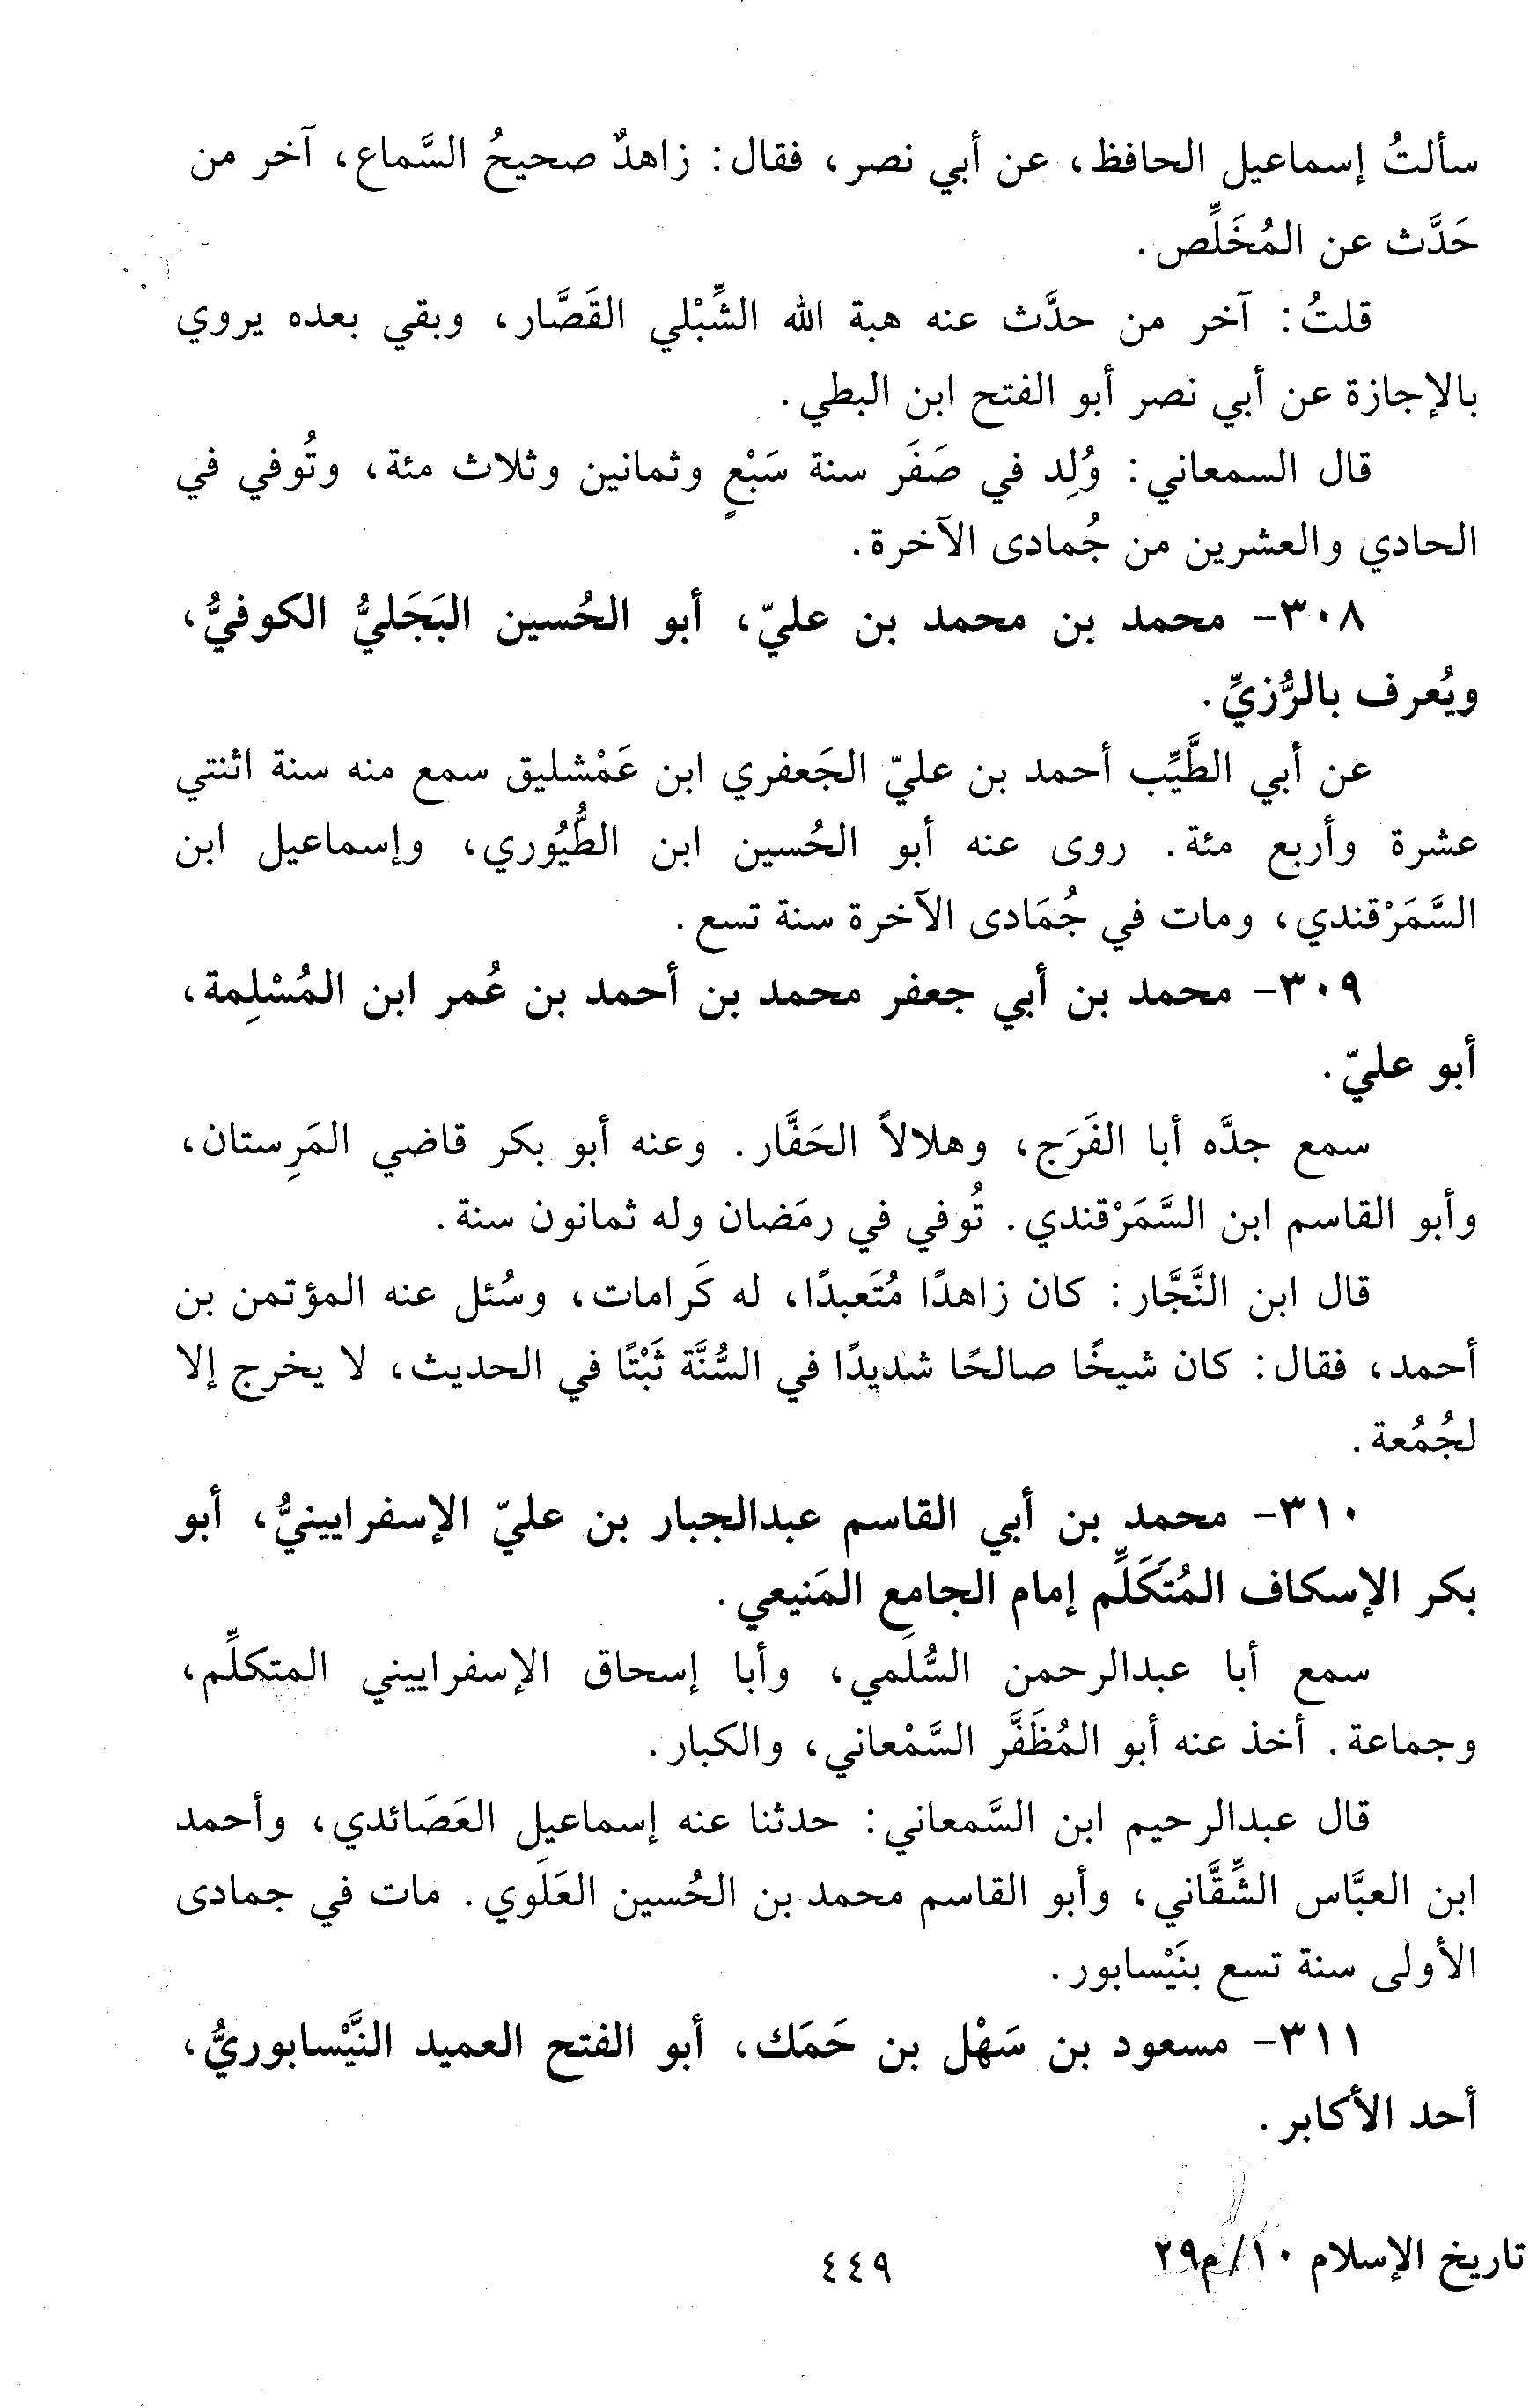 سألتُ إسماعيل الحافظ، عن أبي نصر، فقال: زاهدٌ صحيحُ السَّماع، آخر من
حَدَّث عن المُخَلِّص.
قلتُ: آخر من حدَّث عنه هبة الله الشِّبْلي القَصَّار، وبقي بعده يروي
بالإجازة عن أبي نصر أبو الفتح ابن البطي.
قال السمعاني: وُلِد في صَفَر سنة سَبْعٍ وثمانين وثلاث مئة، وتُوفي في
الحادي والعشرين من جُمادى الآخرة.
٣٠٨- محمد بن محمد بن عليّ، أبو الحُسين البَجَليُّ الكوفيُّ،
ويُعرف بالرُّزيِّ.
عن أبي الطَّيِّب أحمد بن عليّ الجَعفري ابن عَمْشليق سمع منه سنة اثنتي
عشرة وأربع مئة. روى عنه أبو الحُسين ابن الطُّيُوري، وإسماعيل ابن
السَّمَرْقندي، ومات في جُمَادى الآخرة سنة تسع.
٣٠٩- محمد بن أبي جعفر محمد بن أحمد بن عُمر ابن المُسْلِمة،
أبو عليّ.
سمع جدَّه أبا الفَرَج، وهلالاً الحَفَّار. وعنه أبو بكر قاضي المَرِستان،
وأبو القاسم ابن السَّمَرْقندي. تُوفي في رمَضان وله ثمانون سنة.
قال ابن النَّجَّار: كان زاهدًا مُتَعبدًا، له كَرامات، وسُئل عنه المؤتمن بن
أحمد، فقال: كان شيخًا صالحًا شديدًا في السُّنَّة ثَبْتًا في الحديث، لا يخرج إلا
لجُمُعة.
٣١٠- محمد بن أبي القاسم عبدالجبار بن عليّ الإسفرايينيُّ، أبو
بكر الإسكاف المُتَكَلِّم إمام الجامع المَنيعي.
سمع أبا عبدالرحمن السُّلَمي، وأبا إسحاق الإسفراييني المتكلِّم،
وجماعة. أخذ عنه أبو المُظَفَّر السَّمْعاني، والكبار.
قال عبدالرحيم ابن السَّمعاني: حدثنا عنه إسماعيل العَصَائدي، وأحمد
ابن العبَّاس الشِّقَّاني، وأبو القاسم محمد بن الحُسين العَلَوي. مات في جمادى
الأولى سنة تسع بنَيْسابور.
٣١١- مسعود بن سَهْل بن حَمَك، أبو الفتح العميد النَّيْسابوريُّ،
أحد الأكابر.
تاريخ الإسلام ١٠/م٢٩
٤٤٩